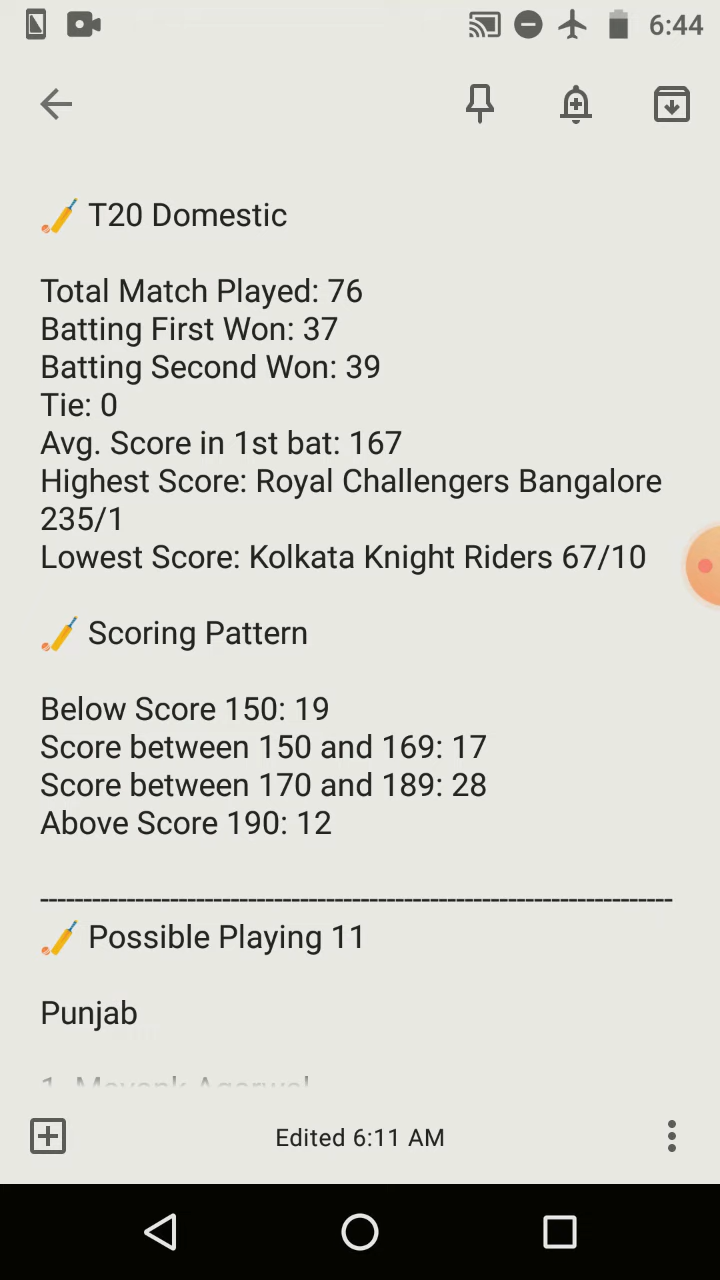 6:44
T20 Domestic
Total Match Played: 76
Batting First Won: 37
Batting Second Won: 39
Tie: 0
Avg. Score in 1st bat: 167
Highest Score: Royal Challengers Bangalore
235/1
Lowest Score: Kolkata Knight Riders 67/10
Scoring Pattern
Below Score 150: 19
Score between 150 and 169: 17
Score between 170 and 189: 28
Above Score 190: 12
--------------------------------------------------------------------------
Possible Playing 11
Punjab
1. Mayank Agarwal
Edited 6:11 AM